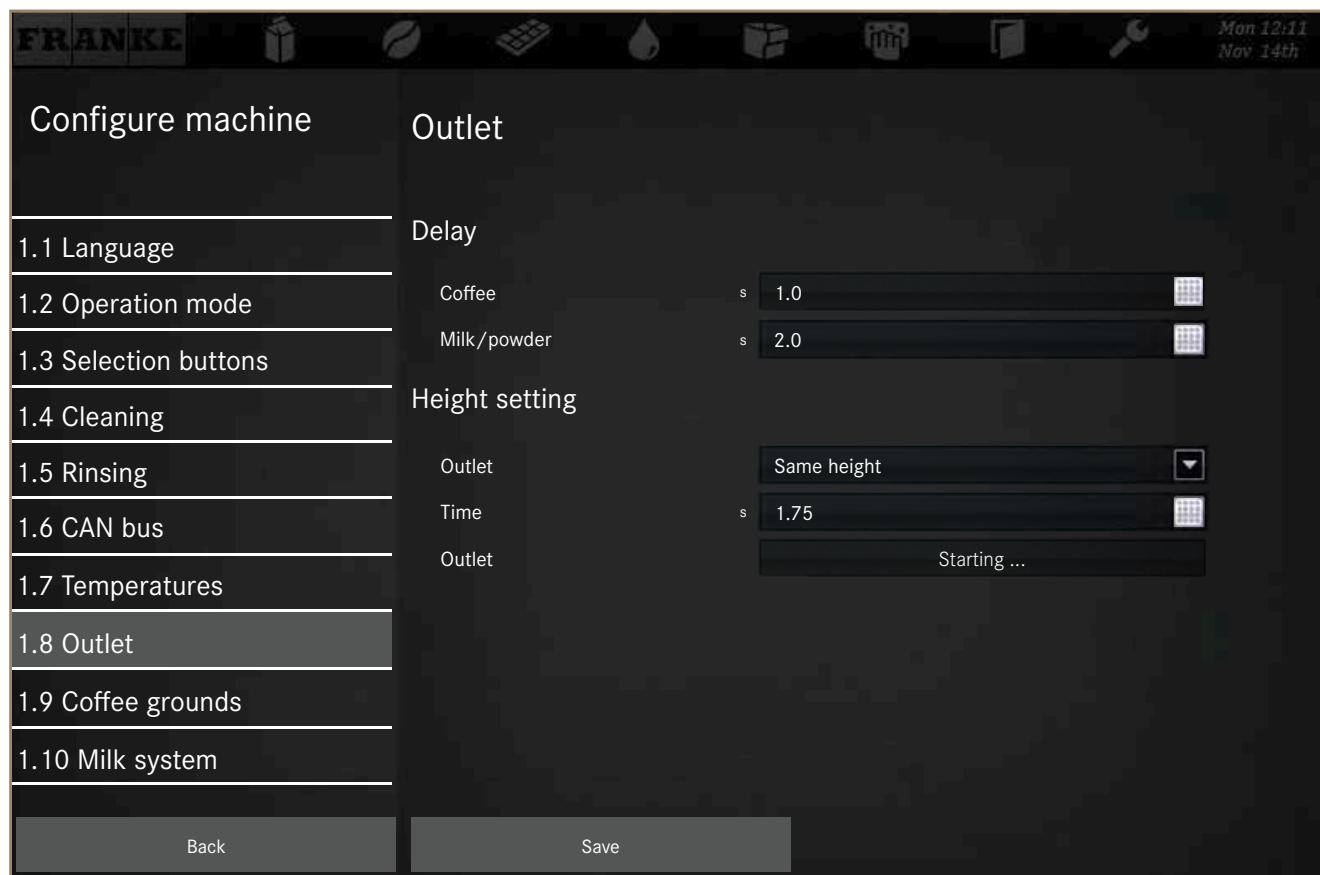 FRANKE
Mon 12:11
Nov 14th
Configure machine
1.1 Language
1.2 Operation mode
1.3 Selection buttons
1.4 Cleaning
1.5 Rinsing
1.6 CAN bus
1.7 Temperatures
1.8 Outlet
1.9 Coffee grounds
1.10 Milk system
Outlet
Delay
Coffee s 1.0
Milk/powder s 2.0
Height setting
Outlet Same height
Time s 1.75
Outlet Starting ...
Back Save